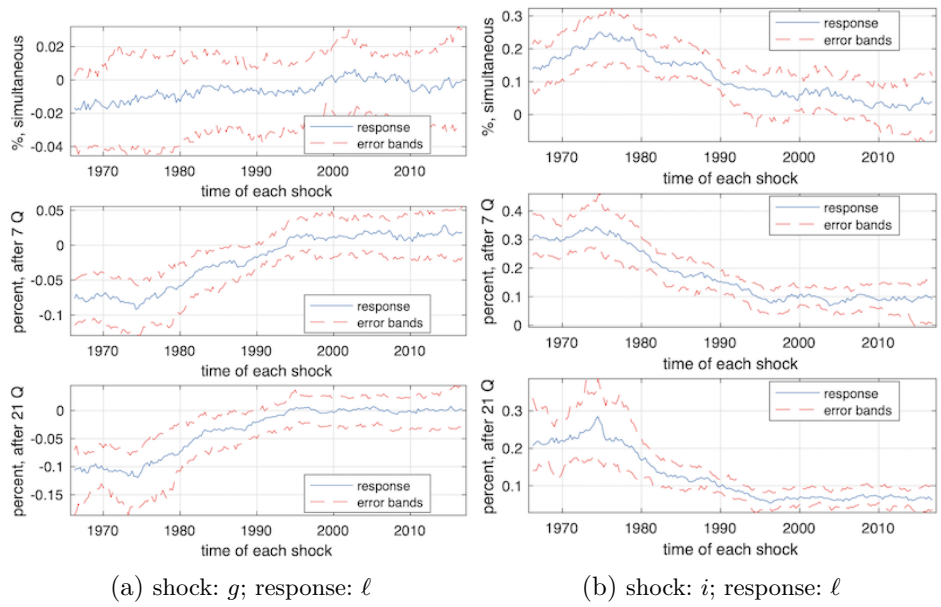 %, simultaneous
0.02
0
-0.02
-0.04
response
error bands
1970 1980 1990 2000 2010
time of each shock
percent, after 7 Q
0.05
0
-0.05
-0.1
response
error bands
1970 1980 1990 2000 2010
time of each shock
percent, after 21 Q
0
-0.05
-0.1
-0.15
response
error bands
1970 1980 1990 2000 2010
time of each shock
(a) shock: g; response: ℓ
%, simultaneous
0.3
0.2
0.1
0
response
error bands
1970 1980 1990 2000 2010
time of each shock
percent, after 7 Q
0.4
0.3
0.2
0.1
0
response
error bands
1970 1980 1990 2000 2010
time of each shock
percent, after 21 Q
0.3
0.2
0.1
response
error bands
1970 1980 1990 2000 2010
time of each shock
(b) shock: i; response: ℓ